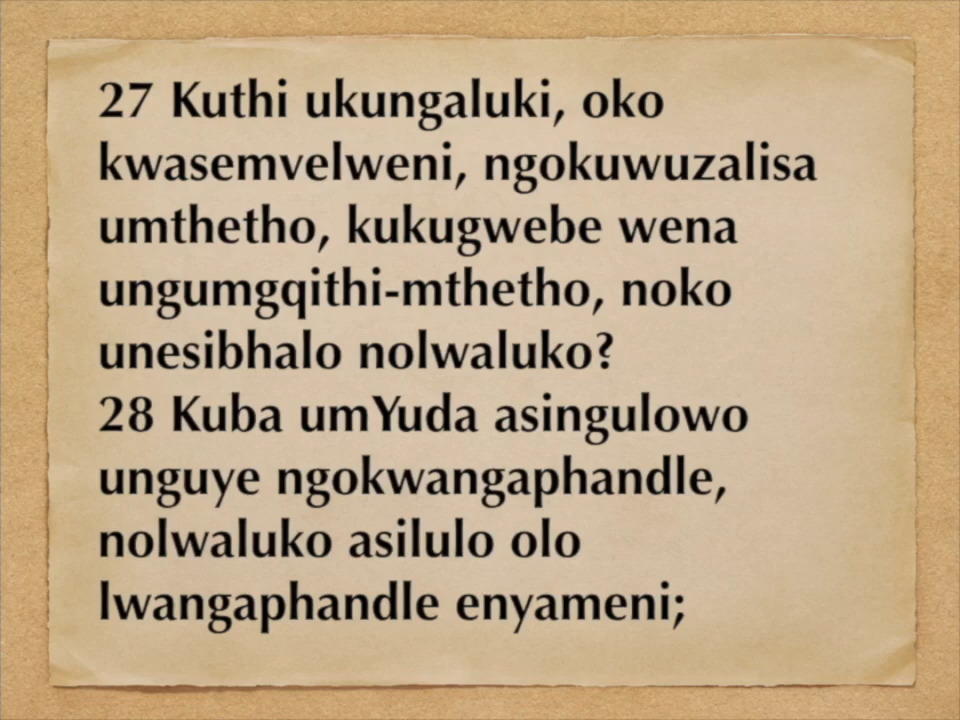 27 Kuthi ukungaluki, oko
kwasemvelweni, ngokuwuzalisa
umthetho, kukugwebe wena
ungumgqithi-mthetho, noko
unesibhalo nolwaluko?
28 Kuba umYuda asingulowo
unguye ngokwangaphandle,
nolwaluko asilulo olo
lwangaphandle enyameni;